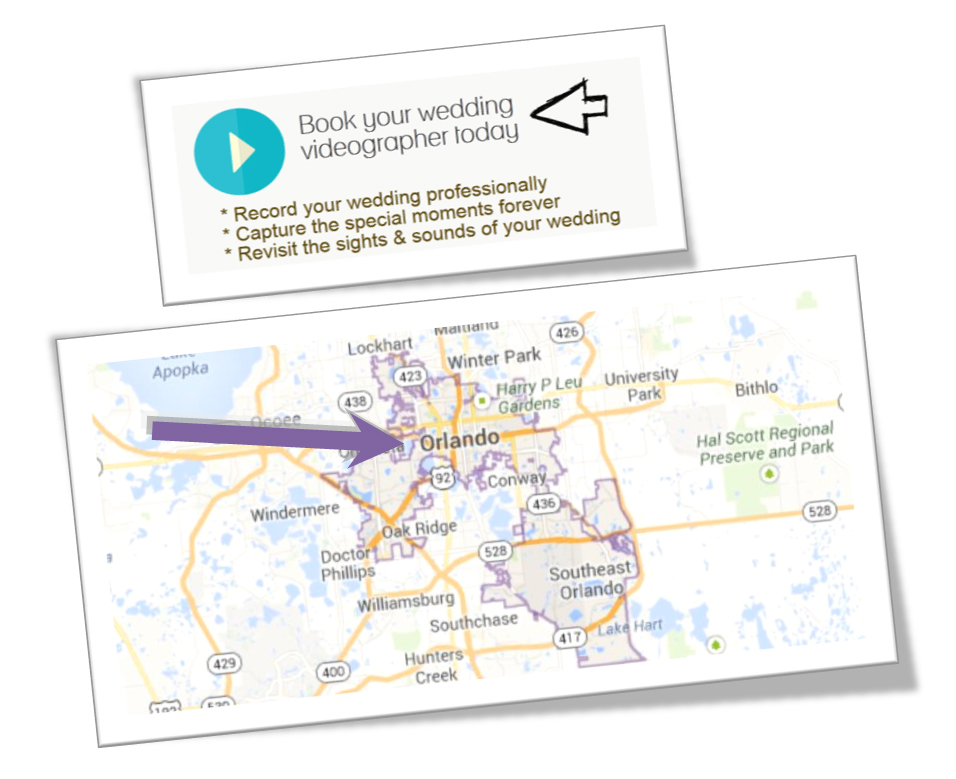 Book your wedding
videographer today
* Record your wedding professionally
* Capture the special moments forever
* Revisit the sights & sounds of your wedding
Maitland
426
Lockhart
Lake
Apopka
Winter Park
423
Harry P Leu
Gardens
University
Park
Bithlo
438
Ocoee
Orlando
Hal Scott Regional
Preserve and Park
92
Conway
436
Windermere
Oak Ridge
528
528
Doctor
Phillips
Southeast
Orlando
Williamsburg
Southchase
417
Lake Hart
Hunters
Creek
429
400